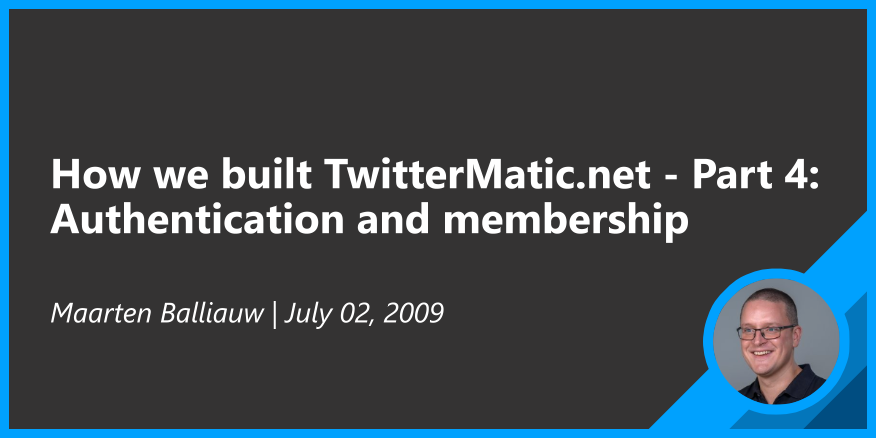 How we built TwitterMatic.net - Part 4:
Authentication and membership
Maarten Balliauw | July 02, 2009